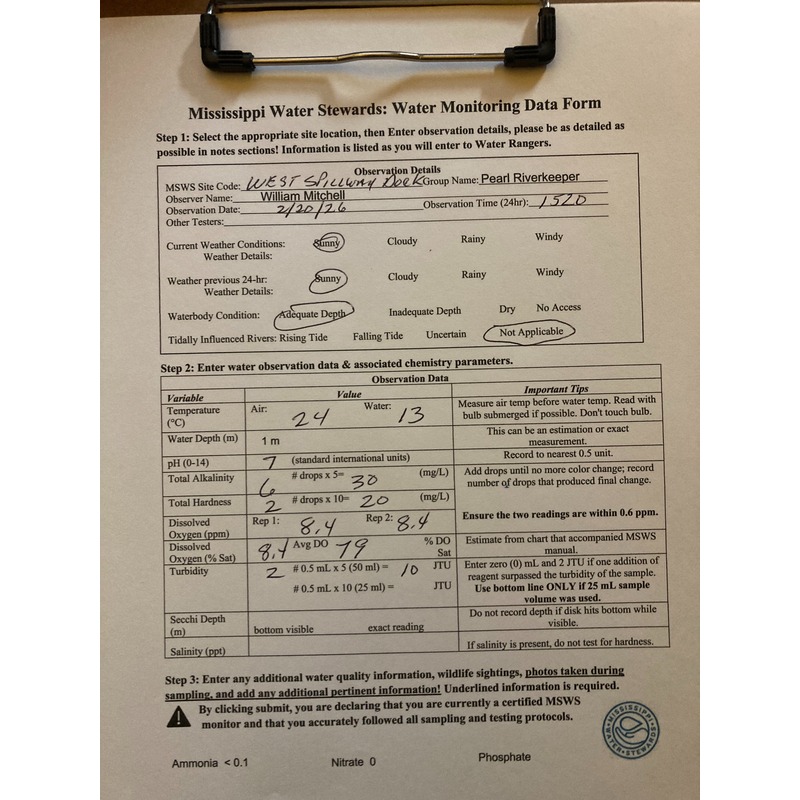 Mississippi Water Stewards: Water Monitoring Data Form
Step 1: Select the appropriate site location, then Enter observation details, please be as detailed as
possible in notes sections! Information is listed as you will enter to Water Rangers.
Observation Details
MSWS Site Code: WEST SPILLWAY DOCK Group Name: Pearl Riverkeeper
Observer Name: William Mitchell
Observation Date: 2/20/26 Observation Time (24hr): 1520
Other Testers:
Current Weather Conditions: Sunny Cloudy Rainy Windy
Weather Details:
Weather previous 24-hr: Sunny Cloudy Rainy Windy
Weather Details:
Waterbody Condition: Adequate Depth Inadequate Depth Dry No Access
Tidally Influenced Rivers: Rising Tide Falling Tide Uncertain Not Applicable
Step 2: Enter water observation data & associated chemistry parameters.
Observation Data
Variable Value Important Tips
Temperature (°C) Air: 24 Water: 13 Measure air temp before water temp. Read with
bulb submerged if possible. Don't touch bulb.
Water Depth (m) 1 m This can be an estimation or exact
measurement.
pH (0-14) 7 (standard international units) Record to nearest 0.5 unit.
Total Alkalinity 6 # drops x 5= 30 (mg/L) Add drops until no more color change; record
number of drops that produced final change.
Total Hardness 2 # drops x 10= 20 (mg/L)
Dissolved Oxygen (ppm) Rep 1: 8.4 Rep 2: 8.4 Ensure the two readings are within 0.6 ppm.
Dissolved Oxygen (% Sat) 8.4 Avg DO 79 % DO Sat Estimate from chart that accompanied MSWS
manual.
Turbidity 2 # 0.5 mL x 5 (50 ml) = 10 JTU Enter zero (0) mL and 2 JTU if one addition of
reagent surpassed the turbidity of the sample.
# 0.5 mL x 10 (25 ml) = JTU Use bottom line ONLY if 25 mL sample
volume was used.
Secchi Depth (m) bottom visible exact reading Do not record depth if disk hits bottom while
visible.
Salinity (ppt) If salinity is present, do not test for hardness.
Step 3: Enter any additional water quality information, wildlife sightings, photos taken during
sampling, and add any additional pertinent information! Underlined information is required.
By clicking submit, you are declaring that you are currently a certified MSWS
monitor and that you accurately followed all sampling and testing protocols.
MISSISSIPPI WATER STEWARDS
Ammonia < 0.1 Nitrate 0 Phosphate